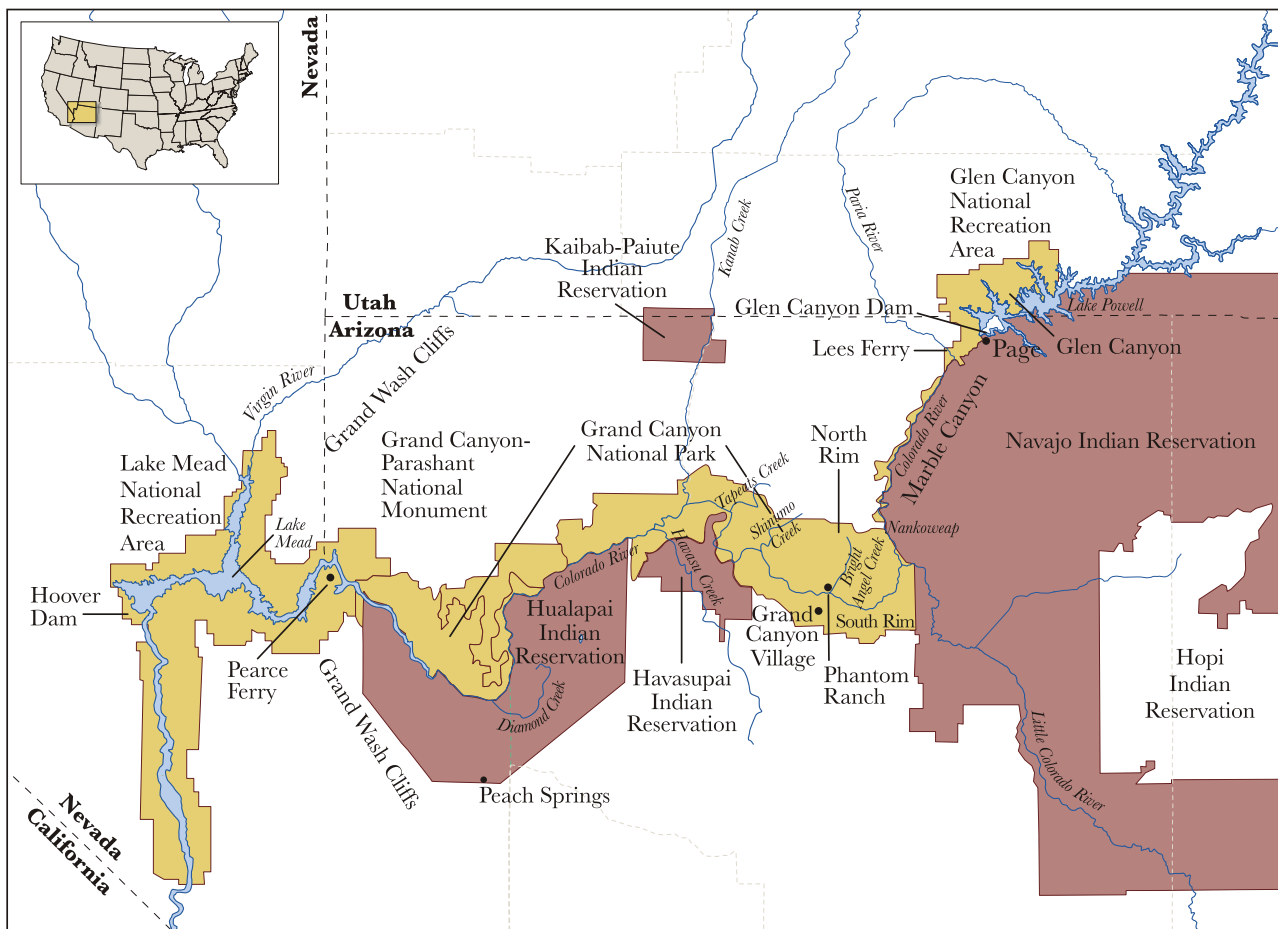 Nevada
Glen Canyon
National
Recreation
Area
Paria River
Kanab Creek
Kaibab-Paiute
Indian
Reservation
Utah
Arizona
Glen Canyon Dam
Lake Powell
Lees Ferry
Page
Glen Canyon
Grand Wash Cliffs
Virgin River
Colorado River
Marble Canyon
Navajo Indian Reservation
Grand Canyon-
Parashant
National
Monument
Grand Canyon
National Park
North
Rim
Lake Mead
National
Recreation
Area
Lake
Mead
Tapeats Creek
Shinumo
Creek
Nankoweap
Havasu Creek
Bright
Angel Creek
Colorado River
Hoover
Dam
Hualapai
Indian
Reservation
Grand
Canyon
Village
South Rim
Pearce
Ferry
Grand Wash Cliffs
Diamond Creek
Havasupai
Indian
Reservation
Phantom
Ranch
Hopi
Indian
Reservation
Little Colorado River
Peach Springs
Nevada
California